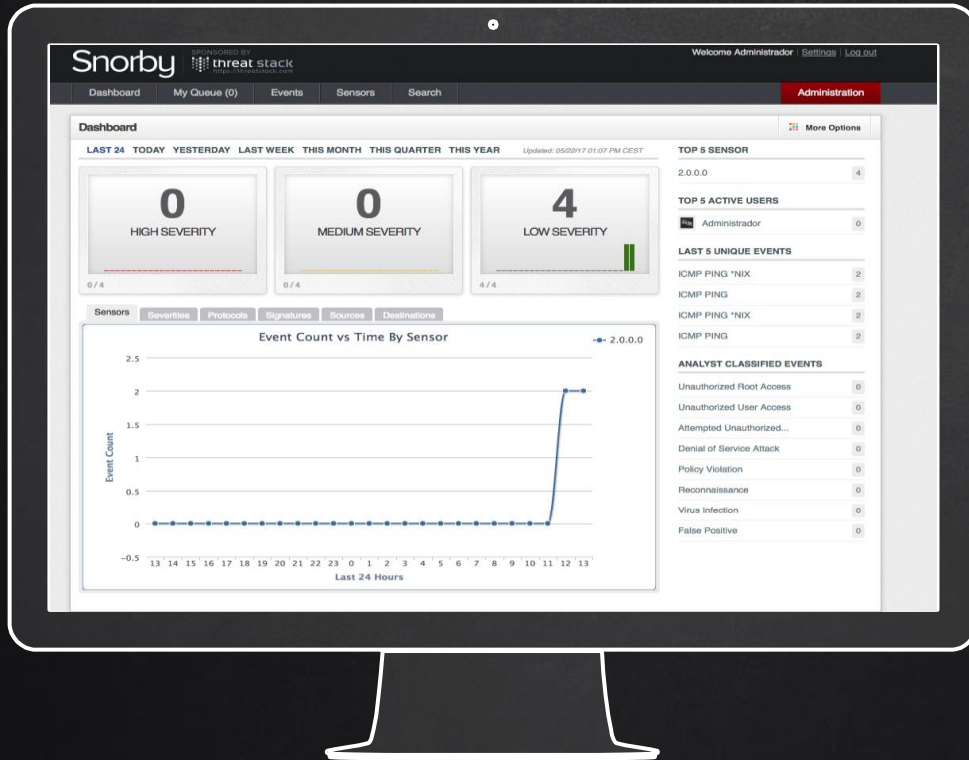 Snorby SPONSORED BY threat stack
https://threatstack.com
Welcome Administrador | Settings | Log out
Dashboard My Queue (0) Events Sensors Search Administration
Dashboard More Options
LAST 24 TODAY YESTERDAY LAST WEEK THIS MONTH THIS QUARTER THIS YEAR Updated: 05/22/17 01:07 PM CEST
0
HIGH SEVERITY
0 / 4
0
MEDIUM SEVERITY
0 / 4
4
LOW SEVERITY
4 / 4
Sensors Severities Protocols Signatures Sources Destinations
Event Count vs Time By Sensor
2.0.0.0
Event Count
2.5
2
1.5
1
0.5
0
-0.5
13 14 15 16 17 18 19 20 21 22 23 0 1 2 3 4 5 6 7 8 9 10 11 12 13
Last 24 Hours
TOP 5 SENSOR
2.0.0.0 4
TOP 5 ACTIVE USERS
Administrador 0
LAST 5 UNIQUE EVENTS
ICMP PING *NIX 2
ICMP PING 2
ICMP PING *NIX 2
ICMP PING 2
ANALYST CLASSIFIED EVENTS
Unauthorized Root Access 0
Unauthorized User Access 0
Attempted Unauthorized... 0
Denial of Service Attack 0
Policy Violation 0
Reconnaissance 0
Virus Infection 0
False Positive 0